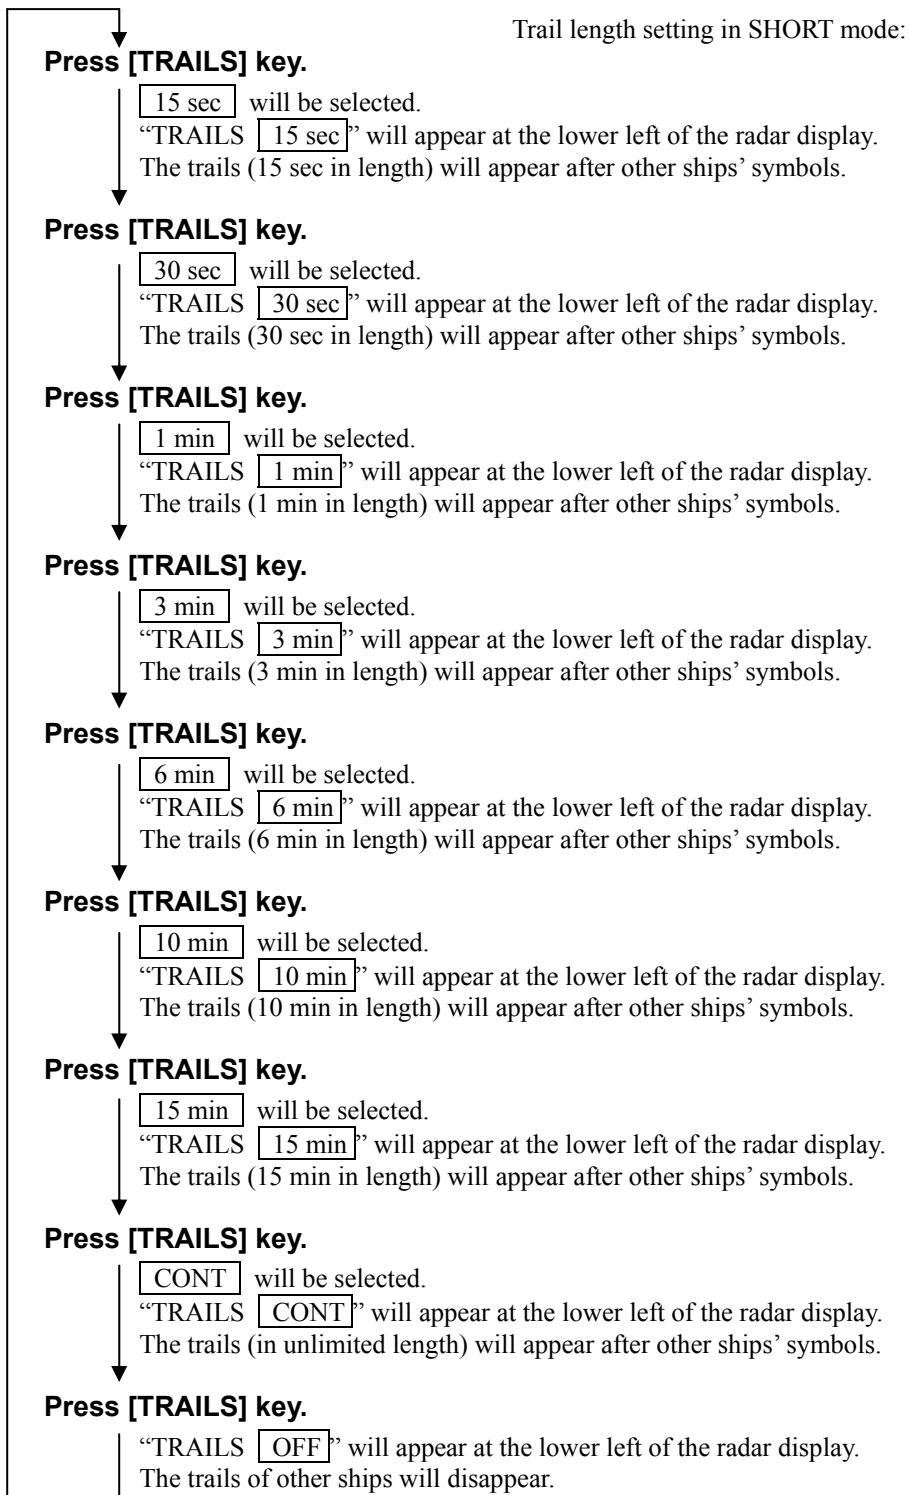 Trail length setting in SHORT mode:
Press [TRAILS] key.
15 sec will be selected.
“TRAILS 15 sec” will appear at the lower left of the radar display.
The trails (15 sec in length) will appear after other ships’ symbols.
Press [TRAILS] key.
30 sec will be selected.
“TRAILS 30 sec” will appear at the lower left of the radar display.
The trails (30 sec in length) will appear after other ships’ symbols.
Press [TRAILS] key.
1 min will be selected.
“TRAILS 1 min” will appear at the lower left of the radar display.
The trails (1 min in length) will appear after other ships’ symbols.
Press [TRAILS] key.
3 min will be selected.
“TRAILS 3 min” will appear at the lower left of the radar display.
The trails (3 min in length) will appear after other ships’ symbols.
Press [TRAILS] key.
6 min will be selected.
“TRAILS 6 min” will appear at the lower left of the radar display.
The trails (6 min in length) will appear after other ships’ symbols.
Press [TRAILS] key.
10 min will be selected.
“TRAILS 10 min” will appear at the lower left of the radar display.
The trails (10 min in length) will appear after other ships’ symbols.
Press [TRAILS] key.
15 min will be selected.
“TRAILS 15 min” will appear at the lower left of the radar display.
The trails (15 min in length) will appear after other ships’ symbols.
Press [TRAILS] key.
CONT will be selected.
“TRAILS CONT” will appear at the lower left of the radar display.
The trails (in unlimited length) will appear after other ships’ symbols.
Press [TRAILS] key.
“TRAILS OFF” will appear at the lower left of the radar display.
The trails of other ships will disappear.